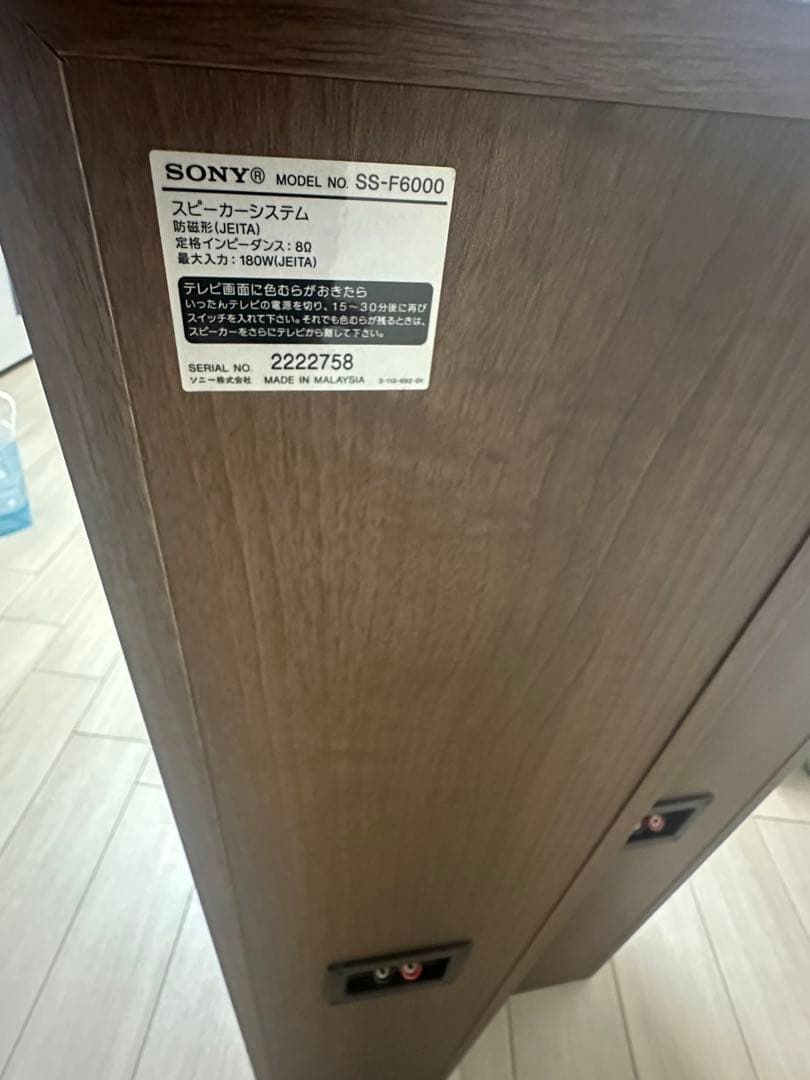 SONY® MODEL NO. SS-F6000
スピーカーシステム
防磁形(JEITA)
定格インピーダンス：8Ω
最大入力：180W(JEITA)
テレビ画面に色むらがおきたら
いったんテレビの電源を切り、15〜30分後に再び
スイッチを入れて下さい。それでも色むらが残るときは、
スピーカーをさらにテレビから離して下さい。
SERIAL NO. 2222758
ソニー株式会社 MADE IN MALAYSIA